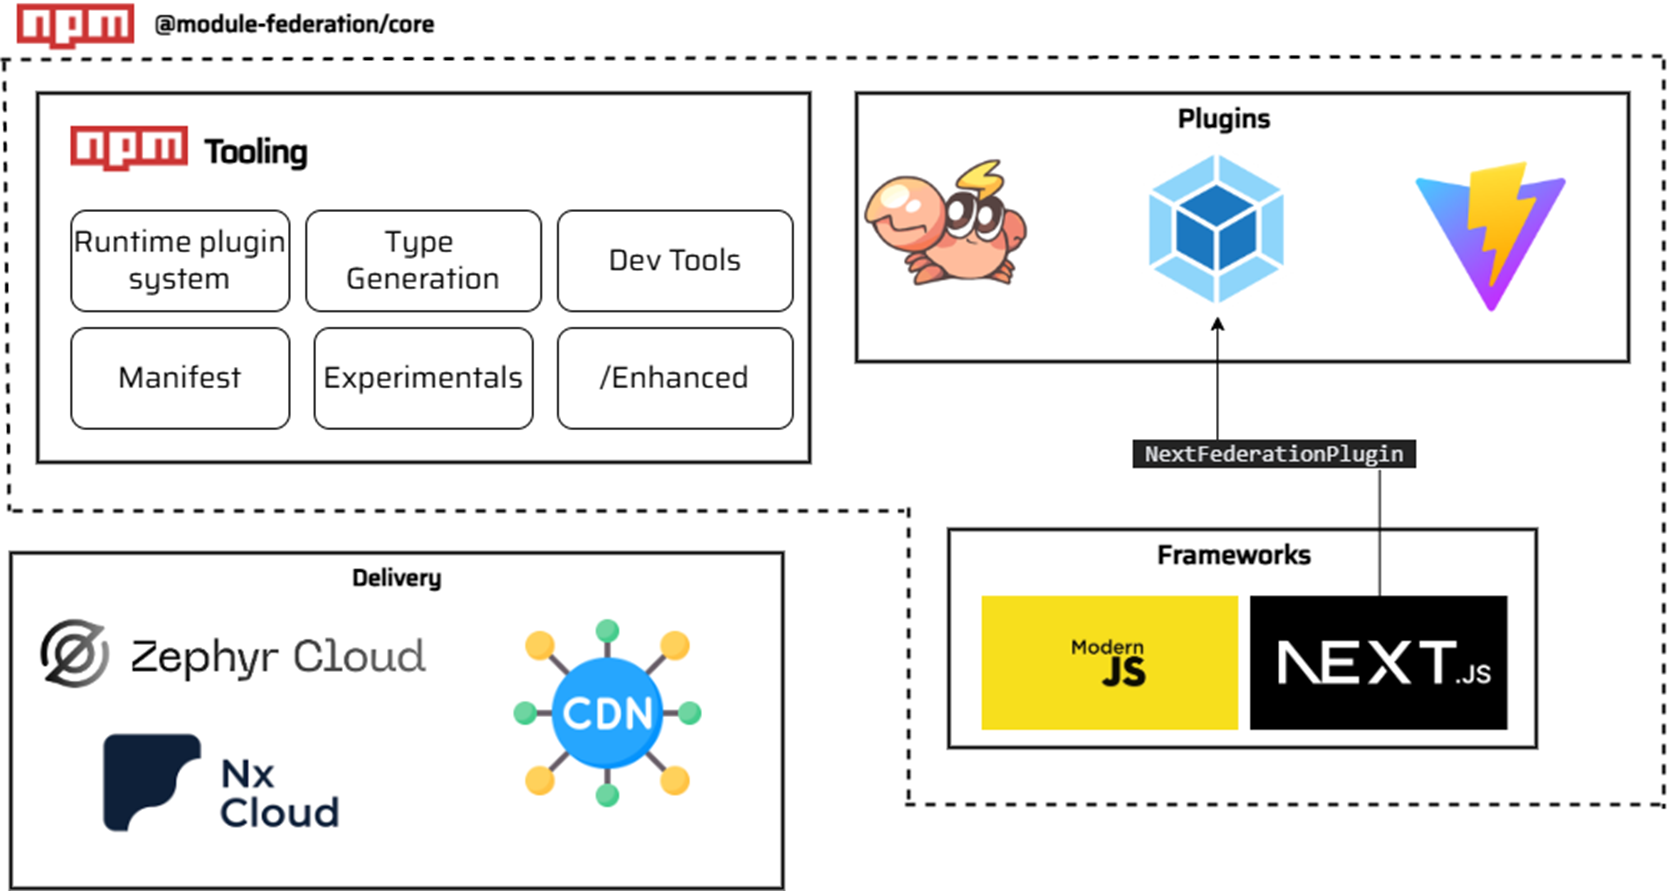 npm @module-federation/core
npm Tooling
Runtime plugin
system
Type
Generation
Dev Tools
Manifest
Experimentals
/Enhanced
Plugins
NextFederationPlugin
Frameworks
Modern
JS
NEXT.JS
Delivery
Zephyr Cloud
CDN
Nx
Cloud